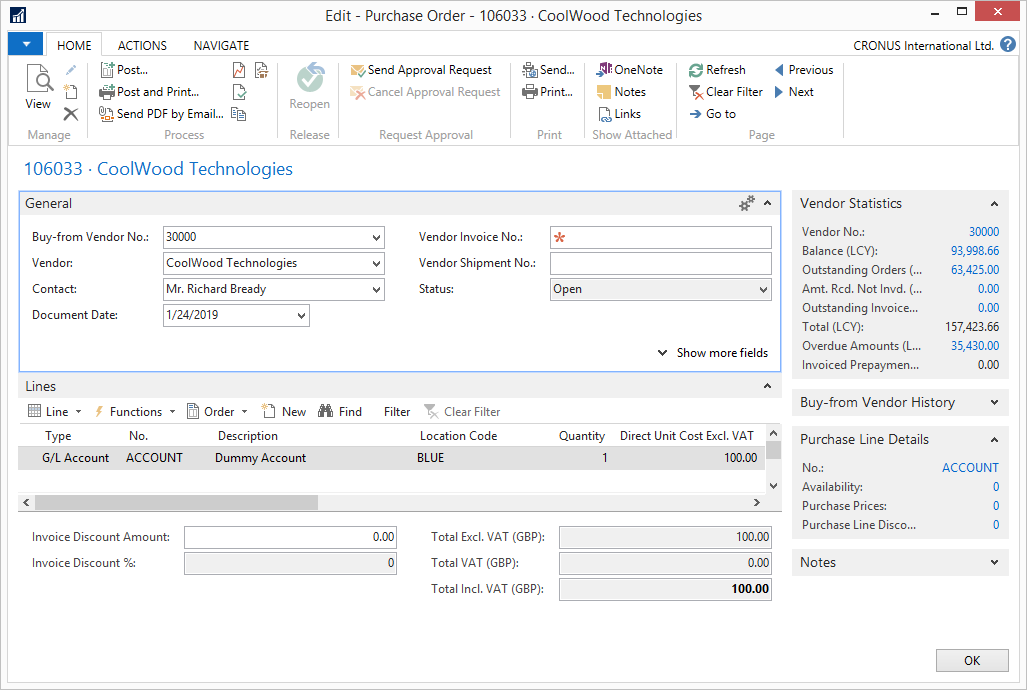 Edit - Purchase Order - 106033 · CoolWood Technologies
HOME ACTIONS NAVIGATE CRONUS International Ltd. ?
View
Manage
Post...
Post and Print...
Send PDF by Email...
Process
Reopen
Release
Send Approval Request
Cancel Approval Request
Request Approval
Send...
Print...
Print
OneNote
Notes
Links
Show Attached
Refresh
Clear Filter
Go to
Previous
Next
Page
106033 · CoolWood Technologies
General
Buy-from Vendor No.: 30000
Vendor: CoolWood Technologies
Contact: Mr. Richard Bready
Document Date: 1/24/2019
Vendor Invoice No.: *
Vendor Shipment No.:
Status: Open
Show more fields
Lines
Line Functions Order New Find Filter Clear Filter
Type No. Description Location Code Quantity Direct Unit Cost Excl. VAT
G/L Account ACCOUNT Dummy Account BLUE 1 100.00
Invoice Discount Amount: 0.00
Invoice Discount %: 0
Total Excl. VAT (GBP): 100.00
Total VAT (GBP): 0.00
Total Incl. VAT (GBP): 100.00
Vendor Statistics
Vendor No.: 30000
Balance (LCY): 93,998.66
Outstanding Orders (... 63,425.00
Amt. Rcd. Not Invd. (... 0.00
Outstanding Invoice... 0.00
Total (LCY): 157,423.66
Overdue Amounts (L... 35,430.00
Invoiced Prepaymen... 0.00
Buy-from Vendor History
Purchase Line Details
No.: ACCOUNT
Availability: 0
Purchase Prices: 0
Purchase Line Disco... 0
Notes
OK